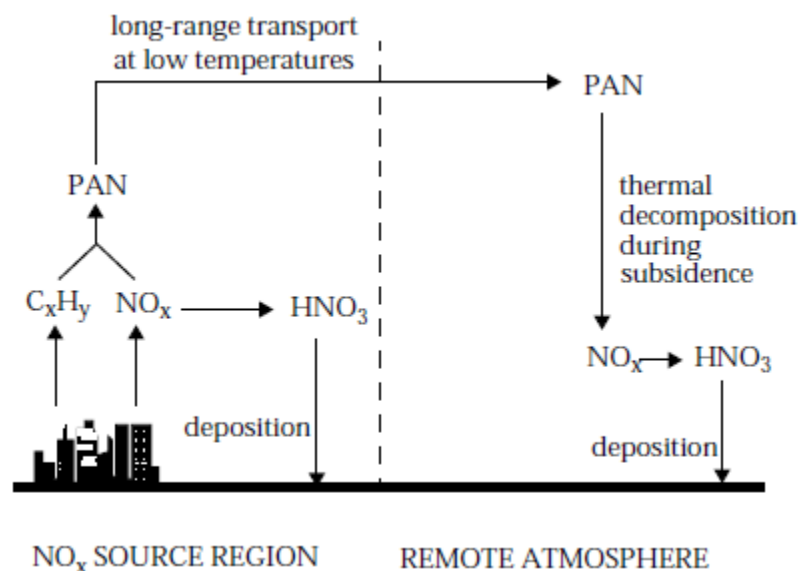 long-range transport
at low temperatures
PAN
PAN
thermal
decomposition
during
subsidence
CxHy
NOx
HNO3
NOx
HNO3
deposition
deposition
NOx SOURCE REGION
REMOTE ATMOSPHERE